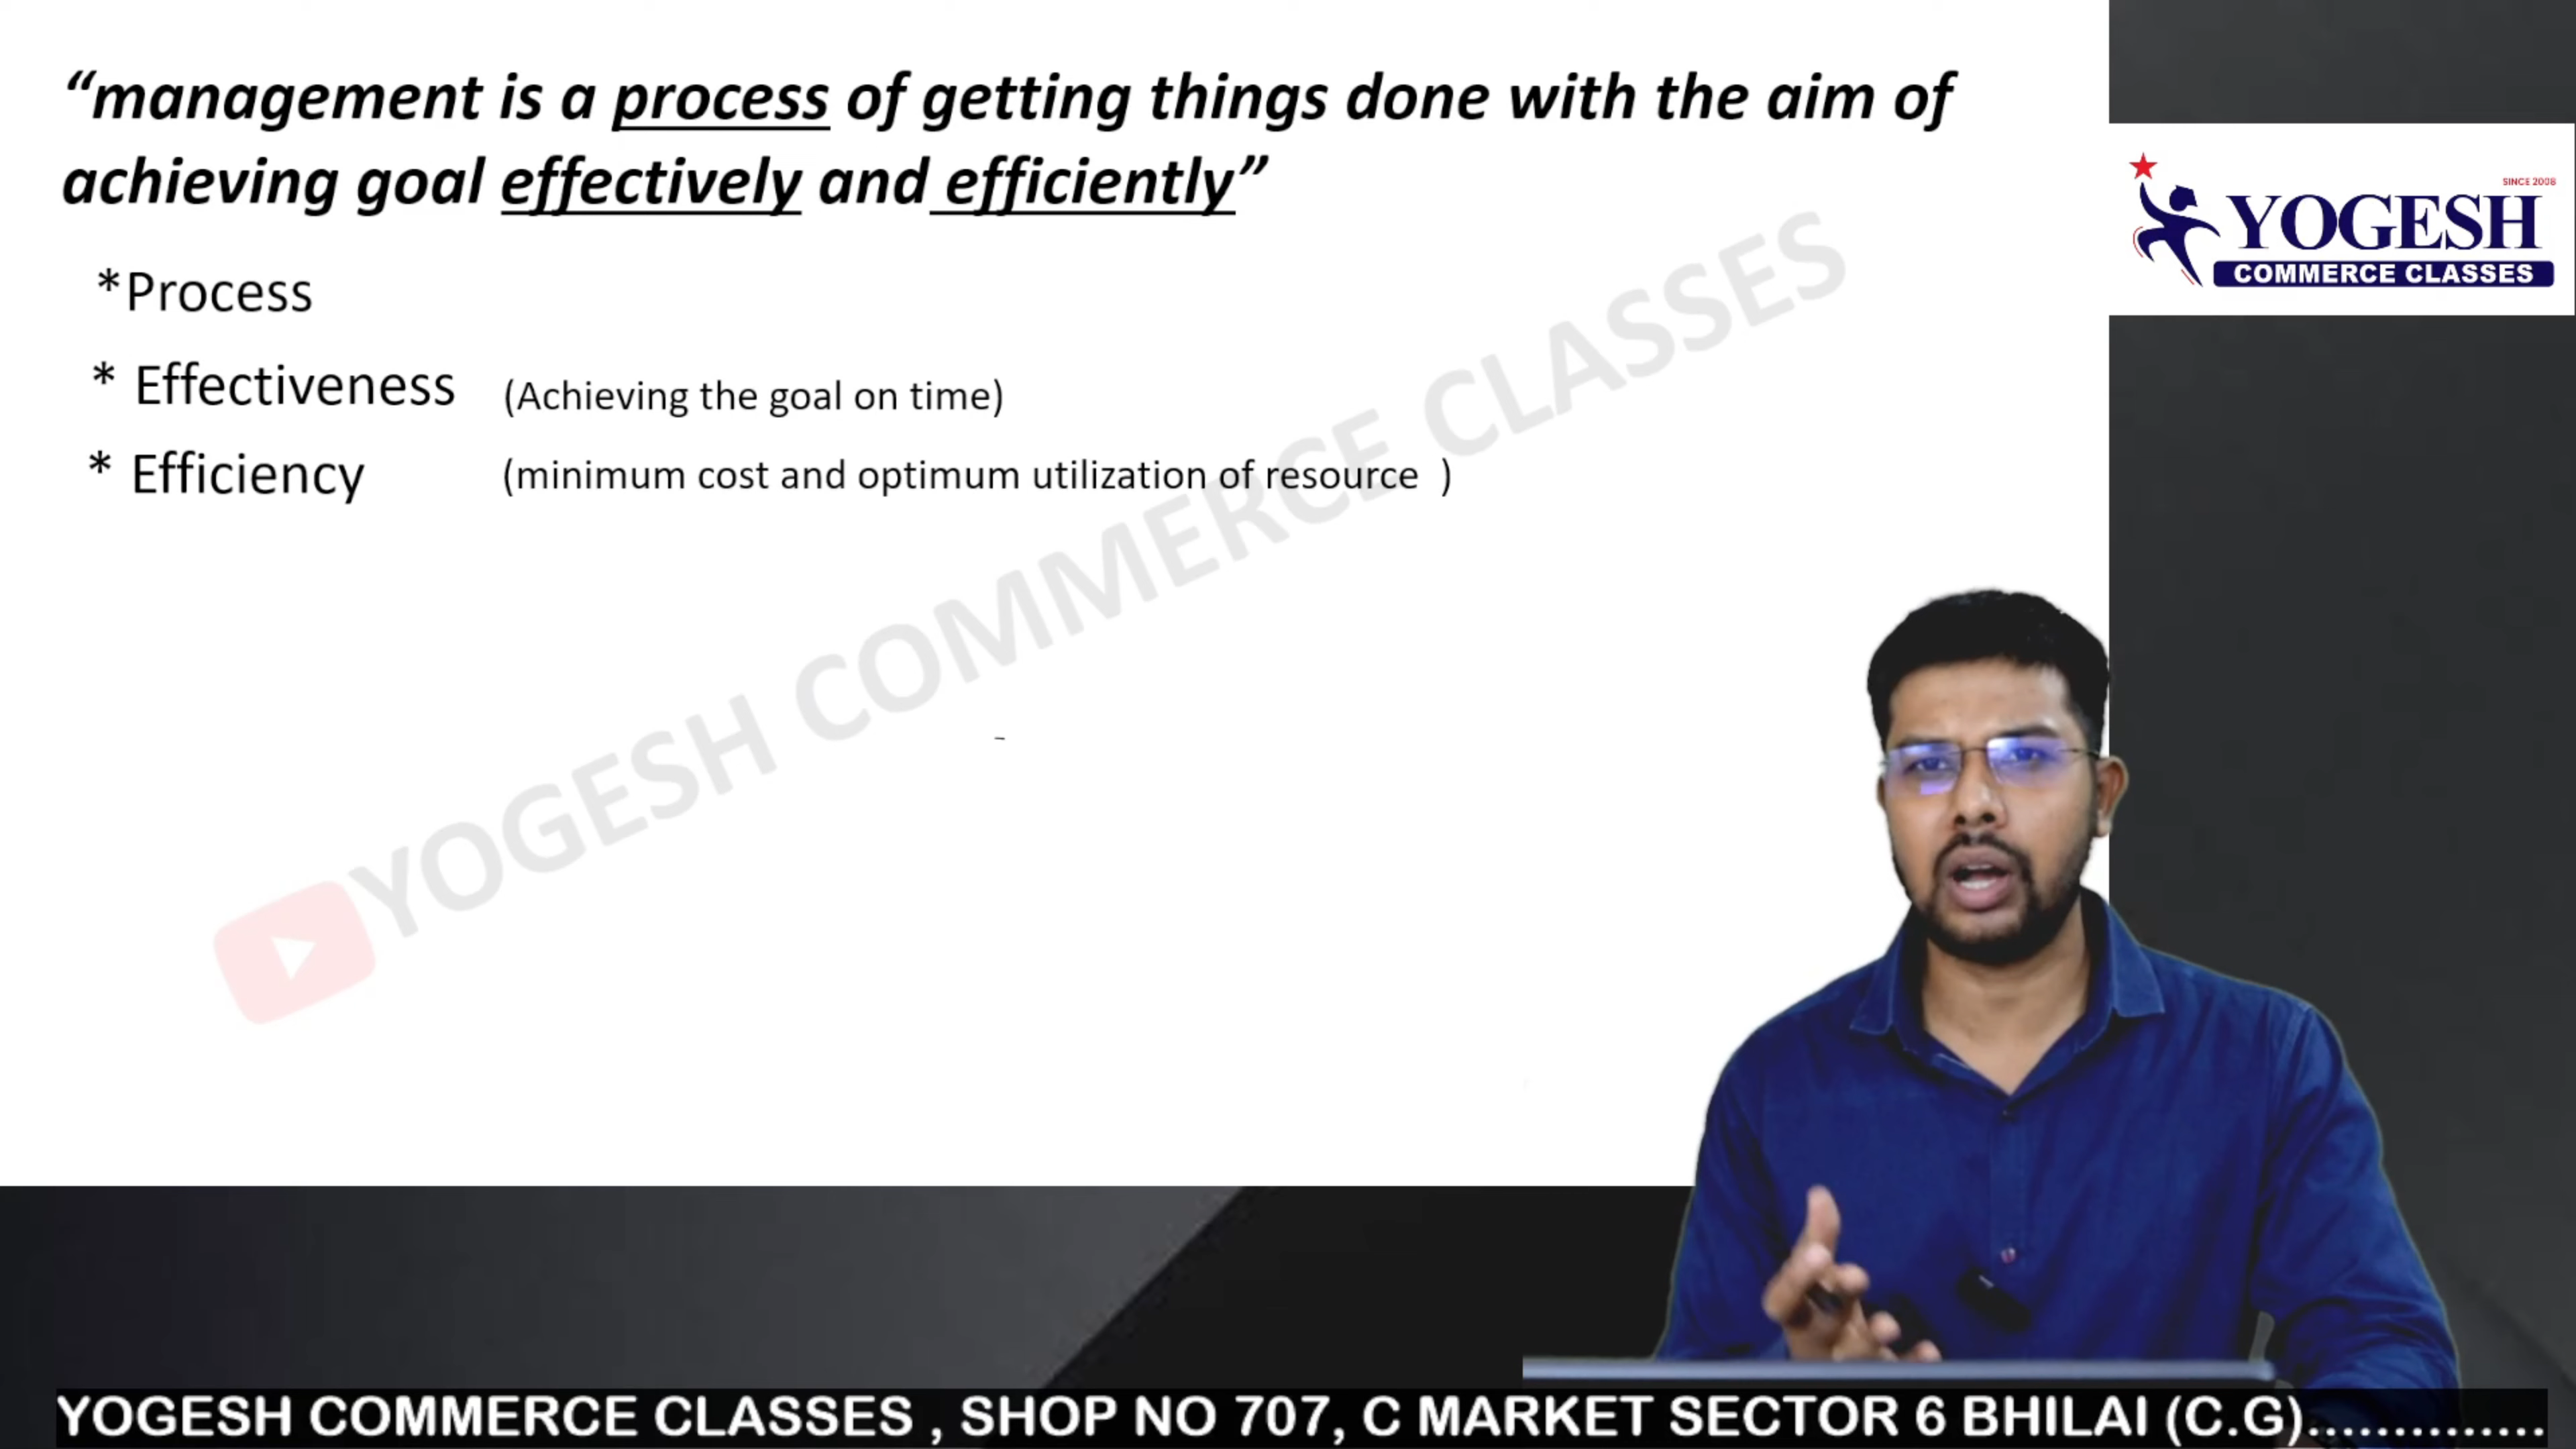 “management is a process of getting things done with the aim of
achieving goal effectively and efficiently”
*Process
* Effectiveness (Achieving the goal on time)
* Efficiency (minimum cost and optimum utilization of resource )
YOGESH COMMERCE CLASSES
SINCE 2008
YOGESH
COMMERCE CLASSES
YOGESH COMMERCE CLASSES , SHOP NO 707, C MARKET SECTOR 6 BHILAI (C.G)..............